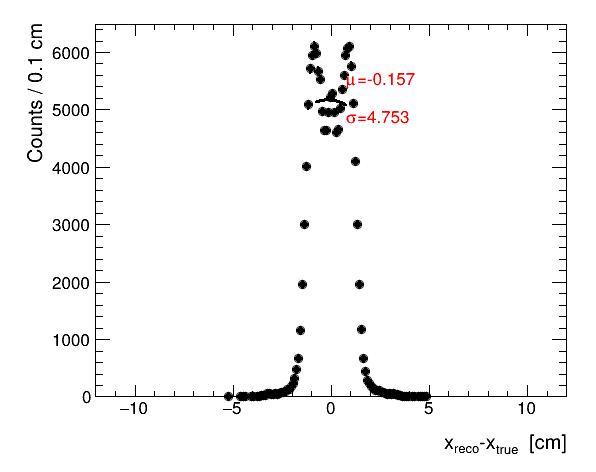 Counts / 0.1 cm
6000
5000
4000
3000
2000
1000
0
μ=-0.157
σ=4.753
−10 −5 0 5 10
x_reco-x_true [cm]